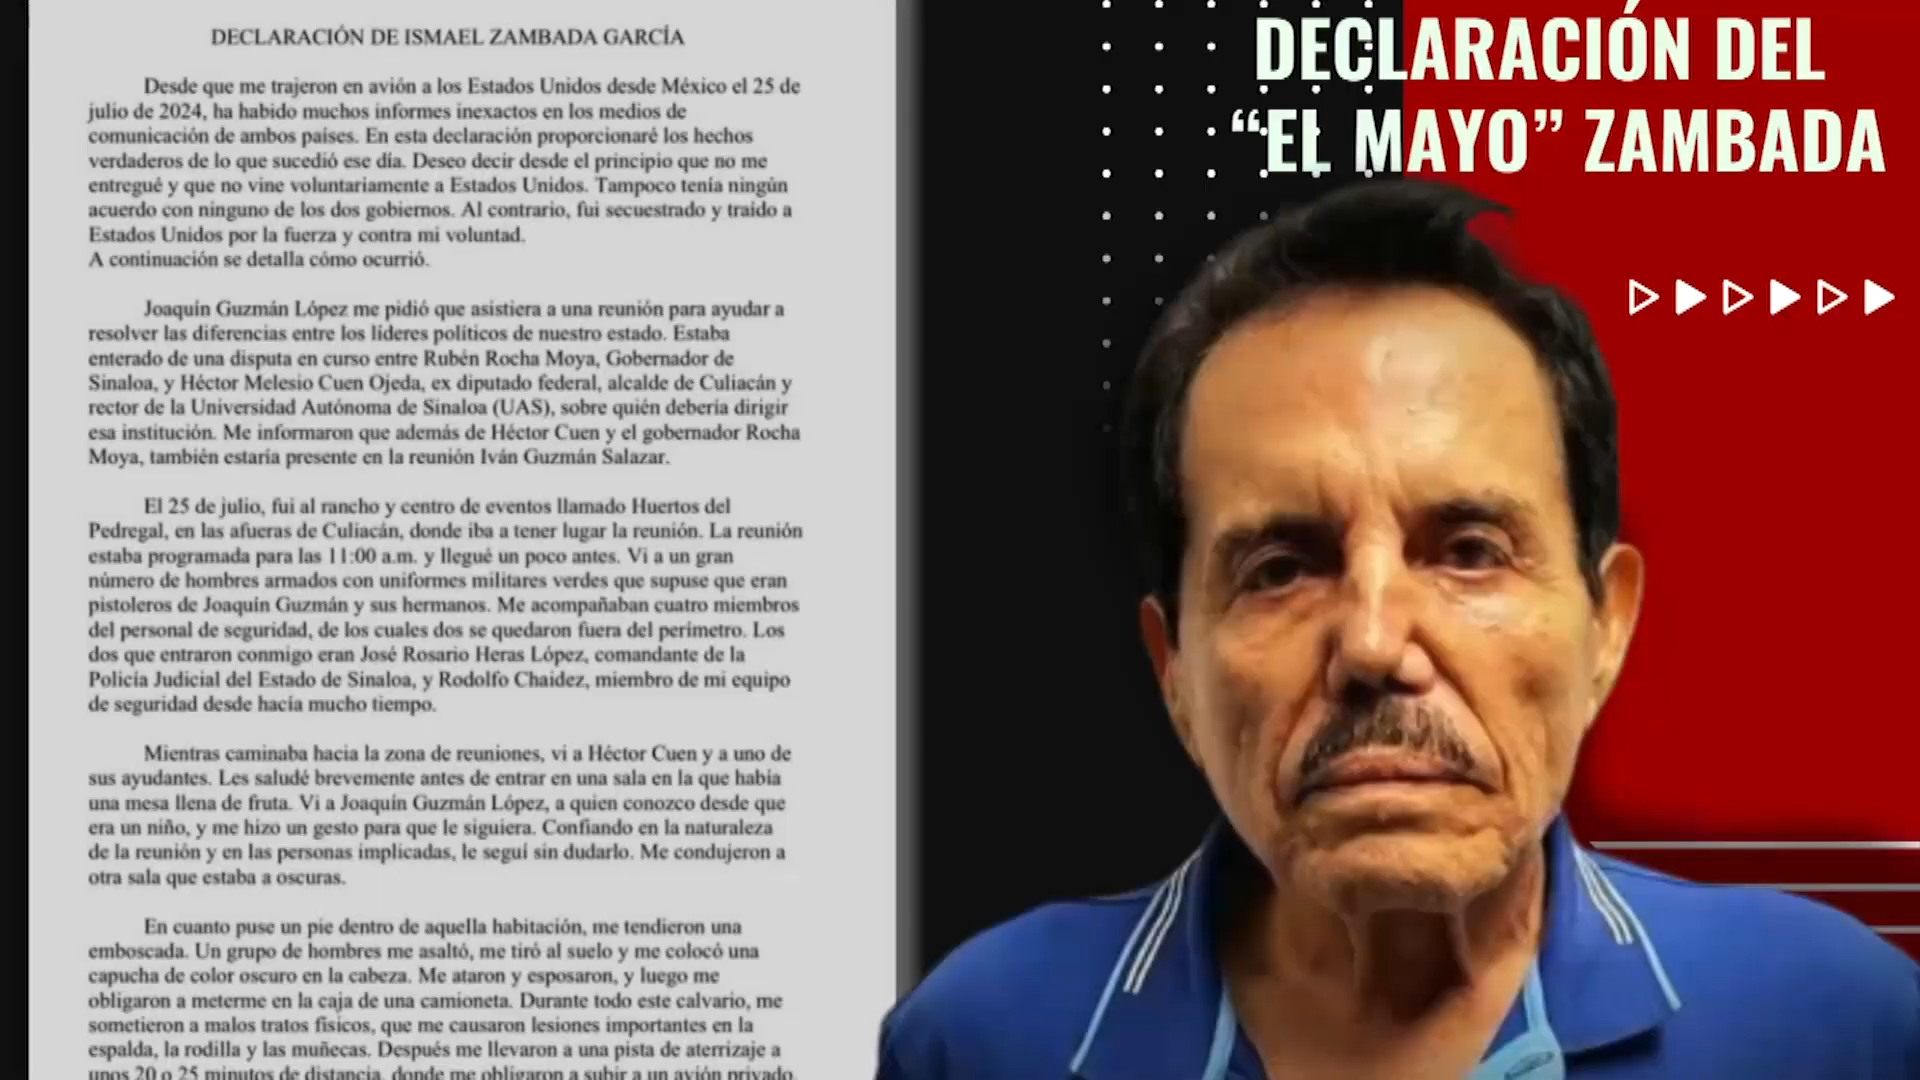 DECLARACIÓN DE ISMAEL ZAMBADA GARCÍA
Desde que me trajeron en avión a los Estados Unidos desde México el 25 de
julio de 2024, ha habido muchos informes inexactos en los medios de
comunicación de ambos países. En esta declaración proporcionaré los hechos
verdaderos de lo que sucedió ese día. Deseo decir desde el principio que no me
entregué y que no vine voluntariamente a Estados Unidos. Tampoco tenía ningún
acuerdo con ninguno de los dos gobiernos. Al contrario, fui secuestrado y traído a
Estados Unidos por la fuerza y contra mi voluntad.
A continuación se detalla cómo ocurrió.
Joaquín Guzmán López me pidió que asistiera a una reunión para ayudar a
resolver las diferencias entre los líderes políticos de nuestro estado. Estaba
enterado de una disputa en curso entre Rubén Rocha Moya, Gobernador de
Sinaloa, y Héctor Melesio Cuen Ojeda, ex diputado federal, alcalde de Culiacán y
rector de la Universidad Autónoma de Sinaloa (UAS), sobre quién debería dirigir
esa institución. Me informaron que además de Héctor Cuen y el gobernador Rocha
Moya, también estaría presente en la reunión Iván Guzmán Salazar.
El 25 de julio, fui al rancho y centro de eventos llamado Huertos del
Pedregal, en las afueras de Culiacán, donde iba a tener lugar la reunión. La reunión
estaba programada para las 11:00 a.m. y llegué un poco antes. Vi a un gran
número de hombres armados con uniformes militares verdes que supuse que eran
pistoleros de Joaquín Guzmán y sus hermanos. Me acompañaban cuatro miembros
del personal de seguridad, de los cuales dos se quedaron fuera del perímetro. Los
dos que entraron conmigo eran José Rosario Heras López, comandante de la
Policía Judicial del Estado de Sinaloa, y Rodolfo Chaidez, miembro de mi equipo
de seguridad desde hacía mucho tiempo.
Mientras caminaba hacia la zona de reuniones, vi a Héctor Cuen y a uno de
sus ayudantes. Les saludé brevemente antes de entrar en una sala en la que había
una mesa llena de fruta. Vi a Joaquín Guzmán López, a quien conozco desde que
era un niño, y me hizo un gesto para que le siguiera. Confiando en la naturaleza
de la reunión y en las personas implicadas, le seguí sin dudarlo. Me condujeron a
otra sala que estaba a oscuras.
En cuanto puse un pie dentro de aquella habitación, me tendieron una
emboscada. Un grupo de hombres me asaltó, me tiró al suelo y me colocó una
capucha de color oscuro en la cabeza. Me ataron y esposaron, y luego me
obligaron a meterme en la caja de una camioneta. Durante todo este calvario, me
sometieron a malos tratos físicos, que me causaron lesiones importantes en la
espalda, la rodilla y las muñecas. Después me llevaron a una pista de aterrizaje a
unos 20 o 25 minutos de distancia, donde me obligaron a subir a un avión privado.
DECLARACIÓN DEL
“EL MAYO” ZAMBADA